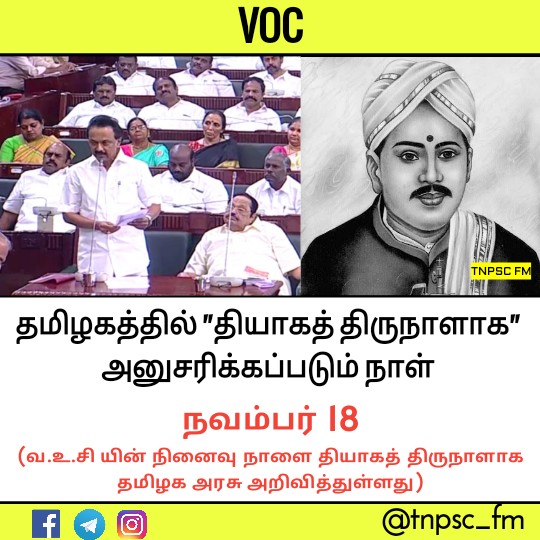 VOC
TNPSC FM
தமிழகத்தில் "தியாகத் திருநாளாக"
அனுசரிக்கப்படும் நாள்
நவம்பர் 18
(வ.உ.சி யின் நினைவு நாளை தியாகத் திருநாளாக
தமிழக அரசு அறிவித்துள்ளது)
@tnpsc_fm